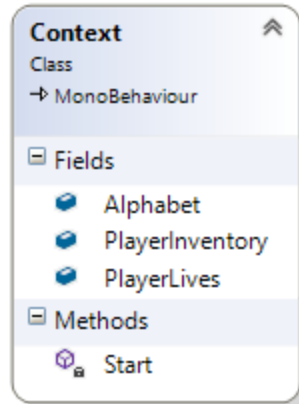 Context
Class
MonoBehaviour
Fields
Alphabet
PlayerInventory
PlayerLives
Methods
Start